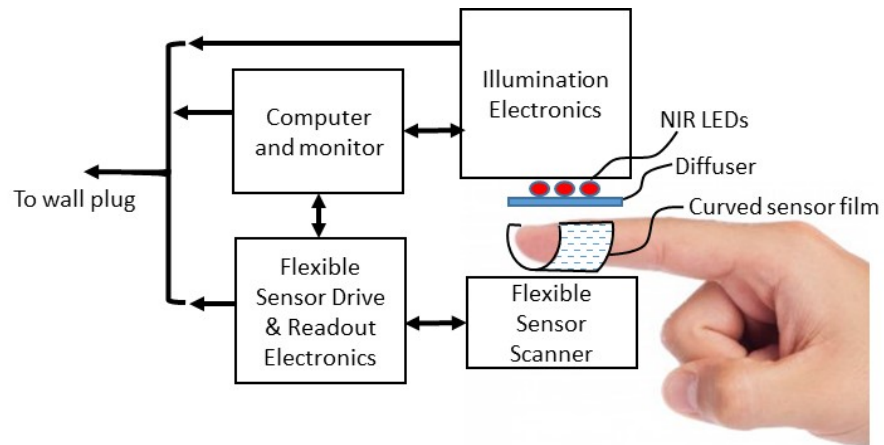 Illumination
Electronics
Computer
and monitor
NIR LEDs
Diffuser
To wall plug
Curved sensor film
Flexible
Sensor Drive
& Readout
Electronics
Flexible
Sensor
Scanner